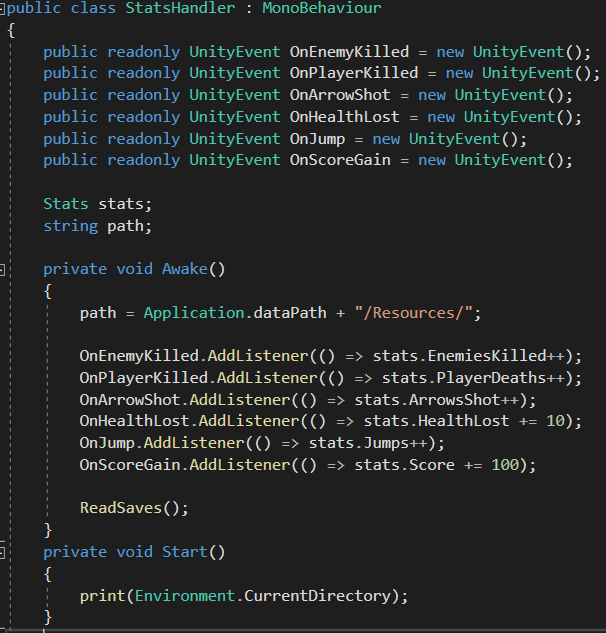 public class StatsHandler : MonoBehaviour
{
    public readonly UnityEvent OnEnemyKilled = new UnityEvent();
    public readonly UnityEvent OnPlayerKilled = new UnityEvent();
    public readonly UnityEvent OnArrowShot = new UnityEvent();
    public readonly UnityEvent OnHealthLost = new UnityEvent();
    public readonly UnityEvent OnJump = new UnityEvent();
    public readonly UnityEvent OnScoreGain = new UnityEvent();

    Stats stats;
    string path;

    private void Awake()
    {
        path = Application.dataPath + "/Resources/";

        OnEnemyKilled.AddListener(() => stats.EnemiesKilled++);
        OnPlayerKilled.AddListener(() => stats.PlayerDeaths++);
        OnArrowShot.AddListener(() => stats.ArrowsShot++);
        OnHealthLost.AddListener(() => stats.HealthLost += 10);
        OnJump.AddListener(() => stats.Jumps++);
        OnScoreGain.AddListener(() => stats.Score += 100);

        ReadSaves();
    }
    private void Start()
    {
        print(Environment.CurrentDirectory);
    }